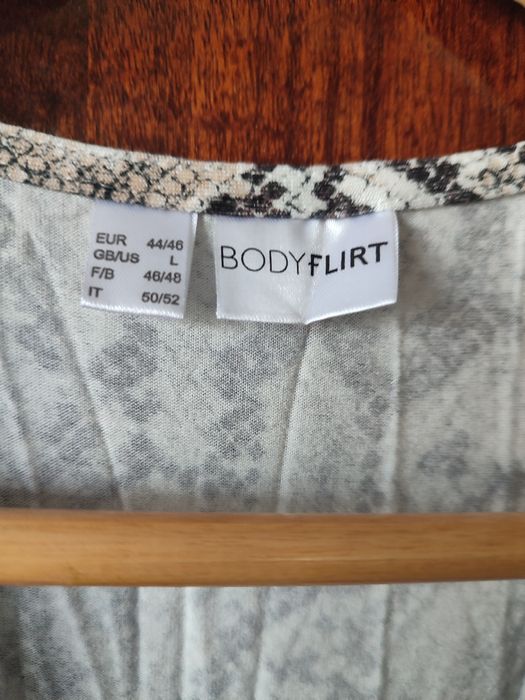 EUR 44/46
GB/US L
F/B 46/48
IT 50/52
BODYFLIRT